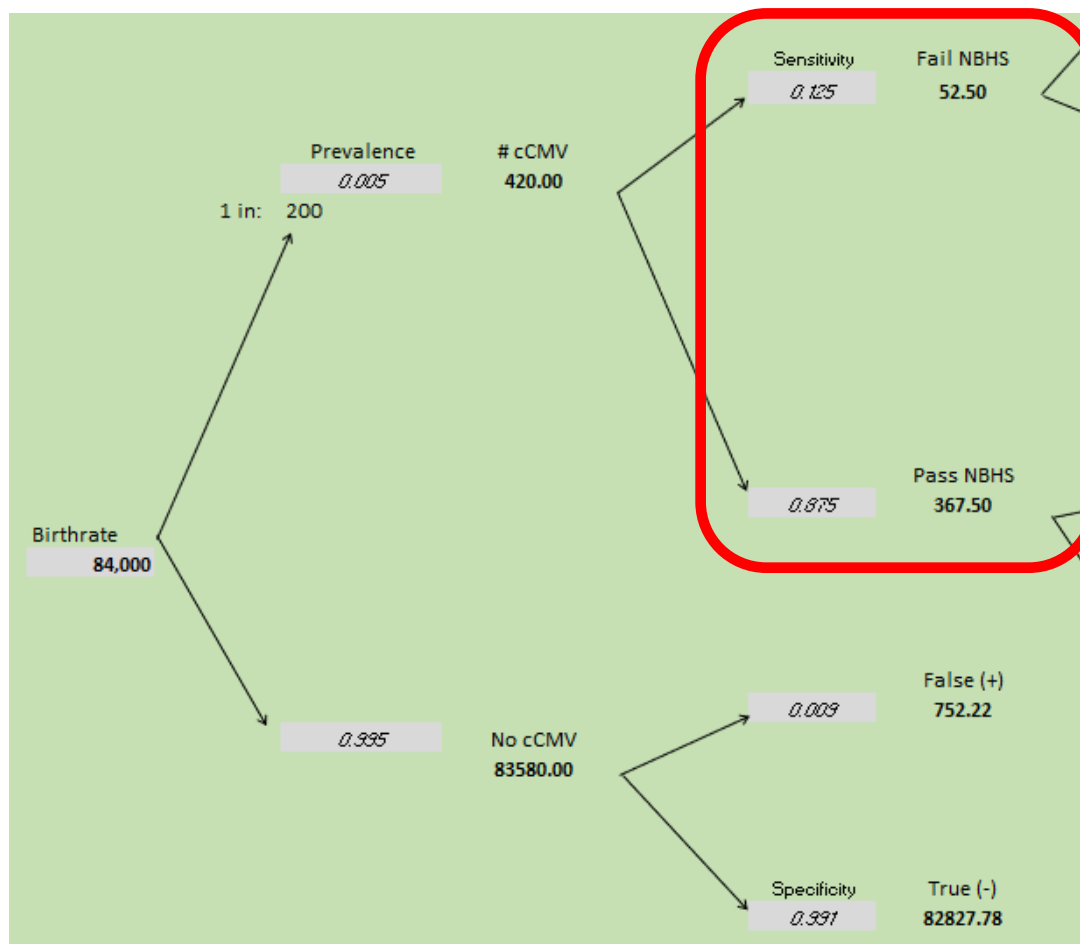 Sensitivity Fail NBHS
0.125 52.50
Prevalence # cCMV
0.005 420.00
1 in: 200
Pass NBHS
0.875 367.50
Birthrate
84,000
False (+)
0.009 752.22
0.995 No cCMV
83580.00
Specificity True (-)
0.991 82827.78